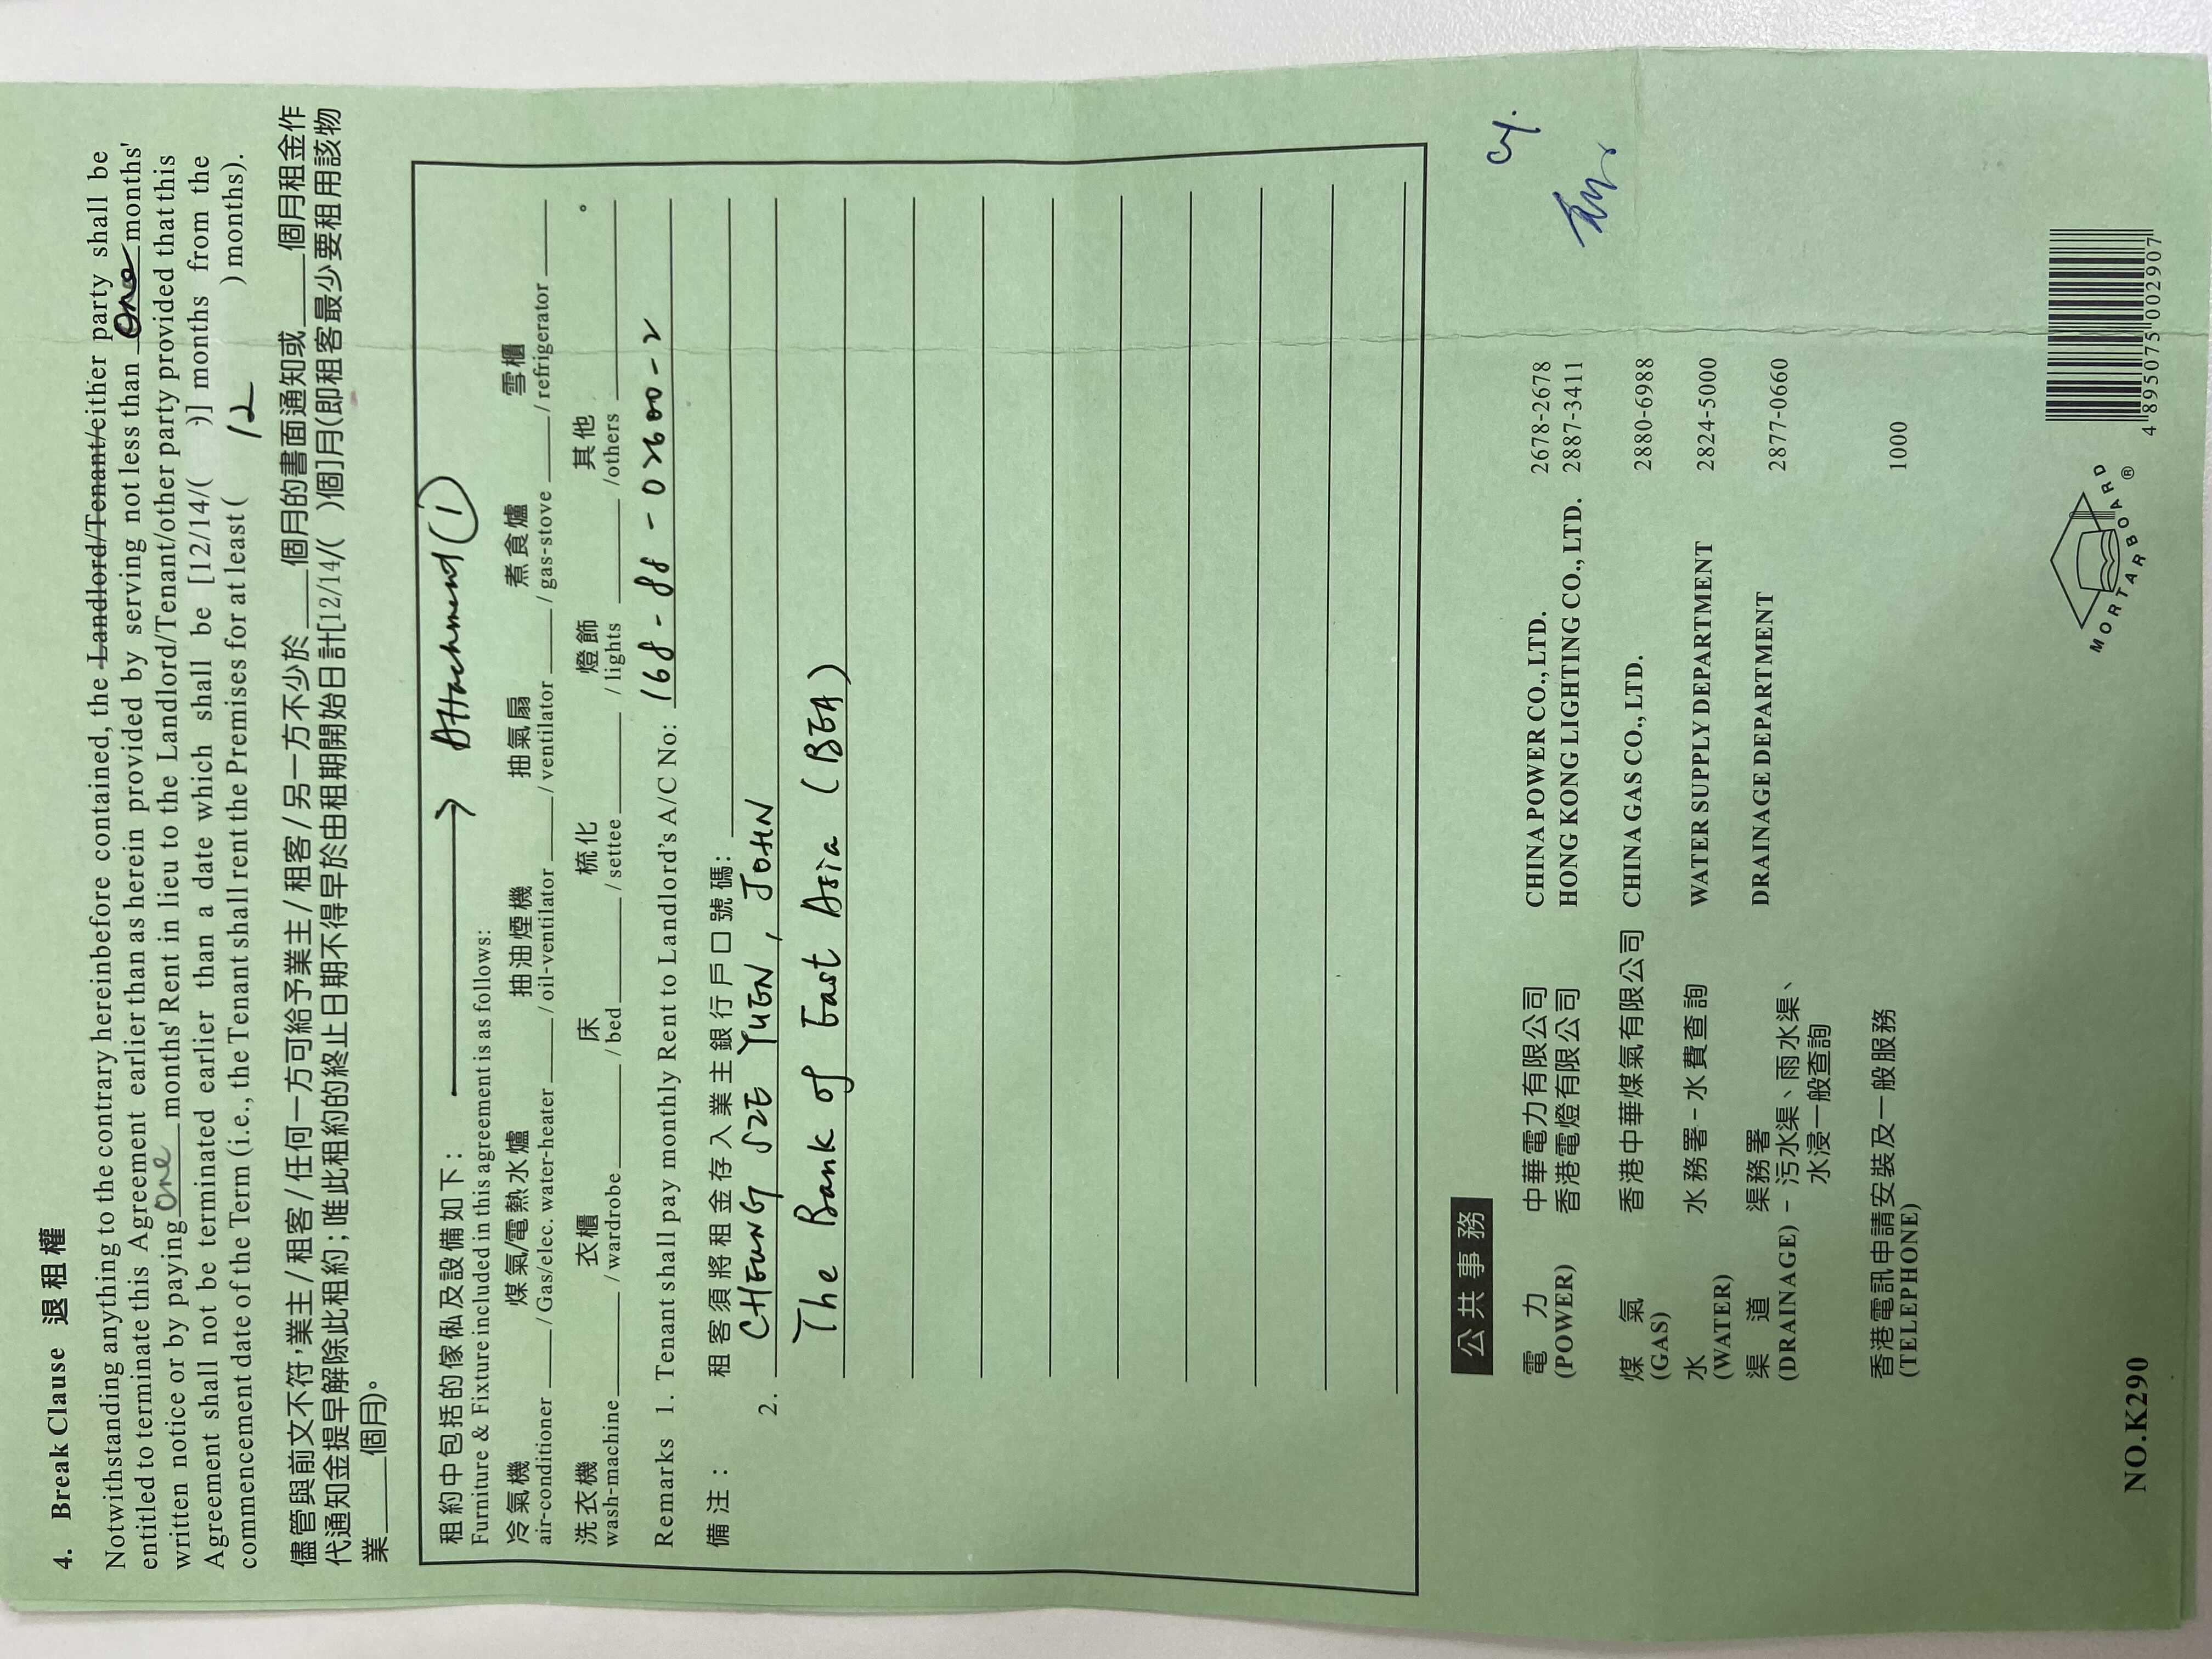 4. Break Clause 退租權
Notwithstanding anything to the contrary hereinbefore contained, the Landlord/Tenant/either party shall be
entitled to terminate this Agreement earlier than as herein provided by serving not less than One months'
written notice or by paying One months' Rent in lieu to the Landlord/Tenant/other party provided that this
Agreement shall not be terminated earlier than a date which shall be [12/14/( )] months from the
commencement date of the Term (i.e., the Tenant shall rent the Premises for at least ( 12 ) months).
儘管與前文不符,業主/租客/任何一方可給予業主/租客/另一方不少於____個月的書面通知或____個月租金作
代通知金提早解除此租約;唯此租約的終止日期不得早於由租期開始日計[12/14/( )個]月(即租客最少要租用該物
業____個月)。
租約中包括的傢俬及設備如下: → Attachment (1)
Furniture & Fixture included in this agreement is as follows:
冷氣機 煤氣/電熱水爐 抽油煙機 抽氣扇 煮食爐 雪櫃
air-conditioner ____/ Gas/elec. water-heater ____/ oil-ventilator ____/ ventilator ____/ gas-stove ____/ refrigerator ____
洗衣機 衣櫃 床 梳化 燈飾 其他 。
wash-machine ____/ wardrobe ____/ bed ____/ settee ____/ lights ____/others ____
Remarks 1. Tenant shall pay monthly Rent to Landlord's A/C No: 168-88-02600-2
備注: 租客須將租金存入業主銀行戶口號碼: ____
2. CHEUNG SZE YUEN, JOHN
The Bank of East Asia (BEA)
公共事務
電力 中華電力有限公司 CHINA POWER CO., LTD. 2678-2678
(POWER) 香港電燈有限公司 HONG KONG LIGHTING CO., LTD. 2887-3411
煤氣 香港中華煤氣有限公司 CHINA GAS CO., LTD. 2880-6988
(GAS)
水 水務署-水費查詢 WATER SUPPLY DEPARTMENT 2824-5000
(WATER)
渠道 渠務署 DRAINAGE DEPARTMENT 2877-0660
(DRAINAGE) - 污水渠、雨水渠、
水浸一般查詢
香港電訊申請安裝及一般服務 1000
(TELEPHONE)
NO.K290
MORTARBOARD ®
4 895075 002907